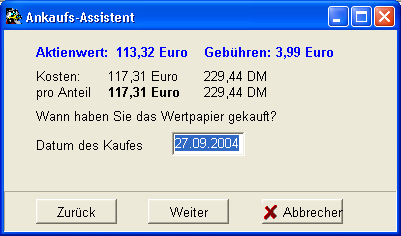 Ankaufs-Assistent
Aktienwert: 113,32 Euro Gebühren: 3,99 Euro
Kosten: 117,31 Euro 229,44 DM
pro Anteil 117,31 Euro 229,44 DM
Wann haben Sie das Wertpapier gekauft?
Datum des Kaufes 27.09.2004
Zurück Weiter Abbrecher